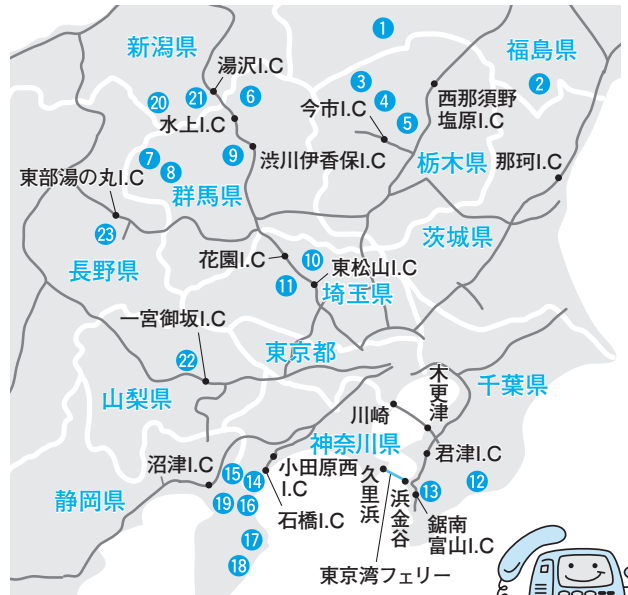 新潟県
湯沢I.C
①
福島県
③
②
⑳
㉑
⑥
④
西那須野
塩原I.C
水上I.C
今市I.C
⑤
⑦
⑧
⑨
渋川伊香保I.C
栃木県
那珂I.C
東部湯の丸I.C
群馬県
㉓
茨城県
長野県
花園I.C
⑩
東松山I.C
⑪
埼玉県
一宮御坂I.C
東京都
㉒
山梨県
木更津
千葉県
川崎
神奈川県
君津I.C
沼津I.C
⑮
⑭
小田原西
I.C
久里浜
浜金谷
⑬
⑫
静岡県
⑲
⑯
石橋I.C
鋸南
富山I.C
⑰
⑱
東京湾フェリー